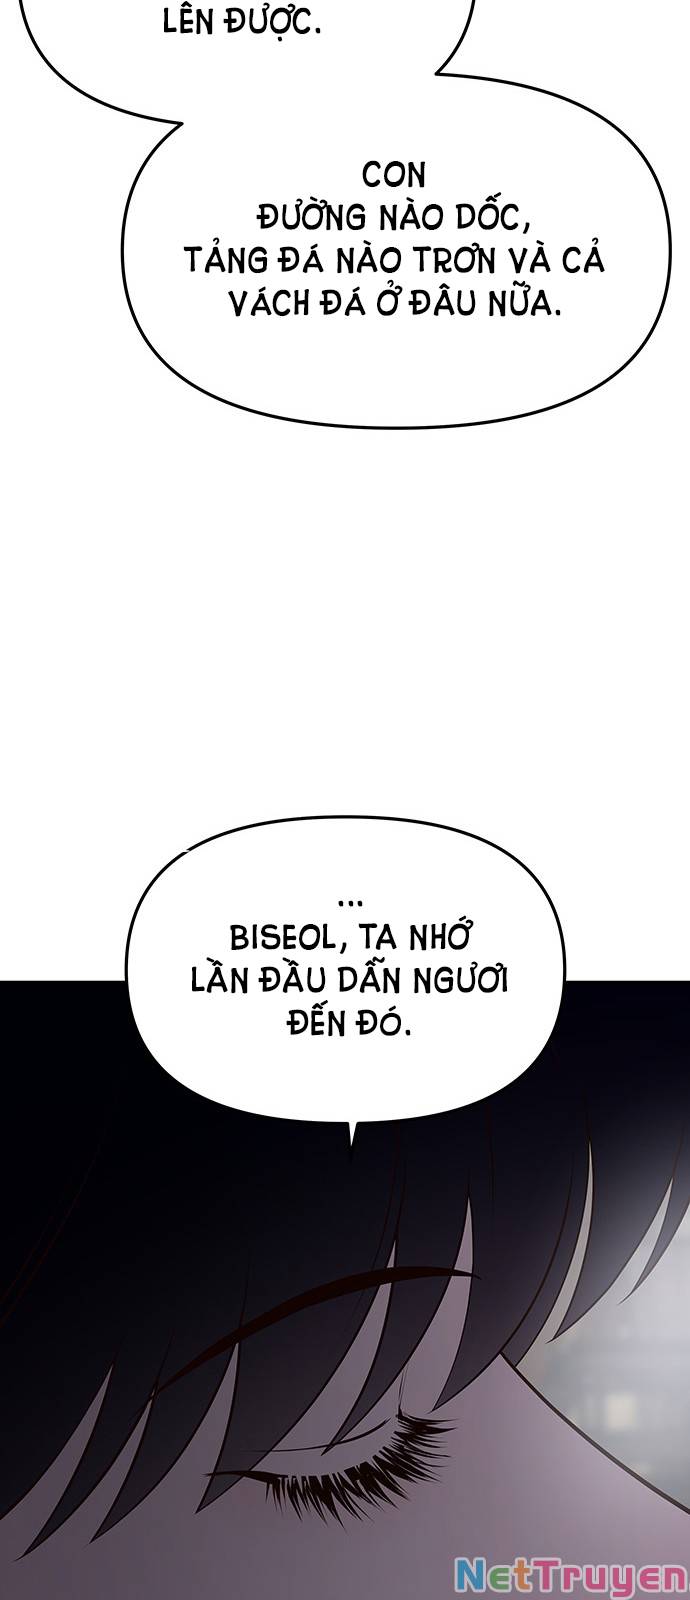 LÊN ĐƯỢC.
CON
ĐƯỜNG NÀO DỐC,
TẢNG ĐÁ NÀO TRƠN VÀ CẢ
VÁCH ĐÁ Ở ĐÂU NỮA.
...
BISEOL, TA NHỚ
LẦN ĐẦU DẪN NGƯƠI
ĐẾN ĐÓ.
NetTruyen